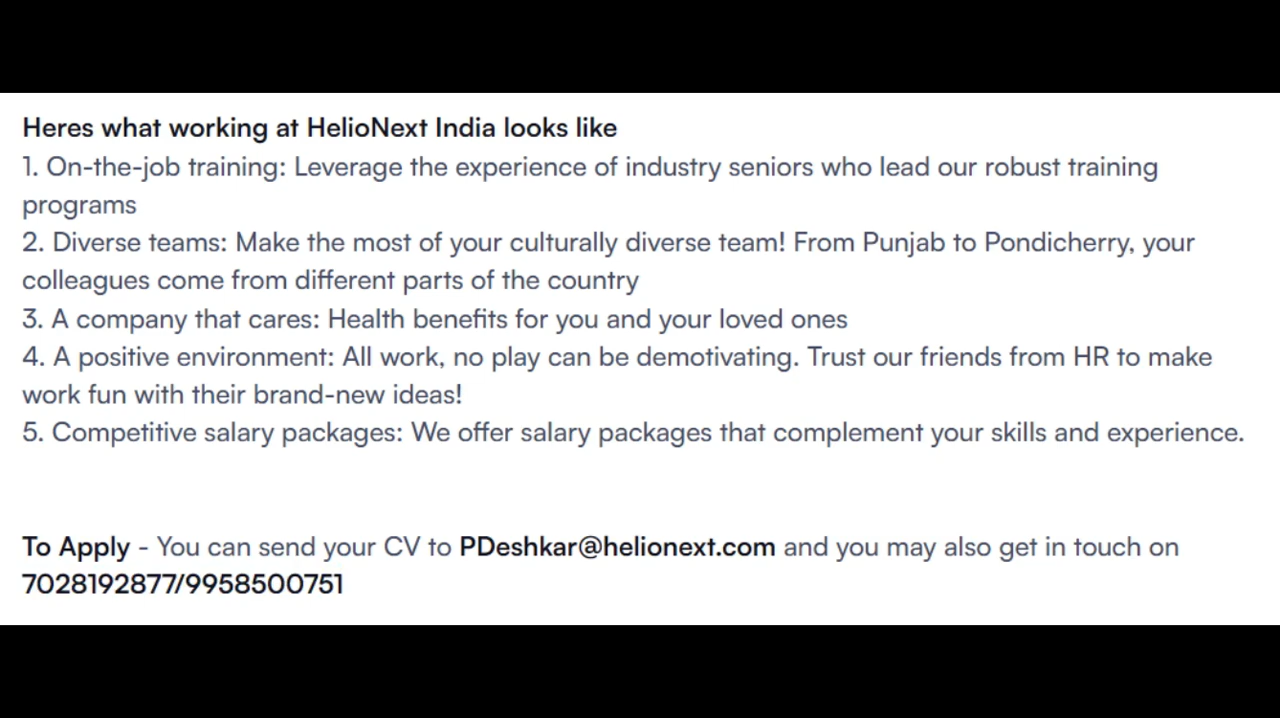 Heres what working at HelioNext India looks like
1. On-the-job training: Leverage the experience of industry seniors who lead our robust training
programs
2. Diverse teams: Make the most of your culturally diverse team! From Punjab to Pondicherry, your
colleagues come from different parts of the country
3. A company that cares: Health benefits for you and your loved ones
4. A positive environment: All work, no play can be demotivating. Trust our friends from HR to make
work fun with their brand-new ideas!
5. Competitive salary packages: We offer salary packages that complement your skills and experience.
To Apply - You can send your CV to PDeshkar@helionext.com and you may also get in touch on
7028192877/9958500751